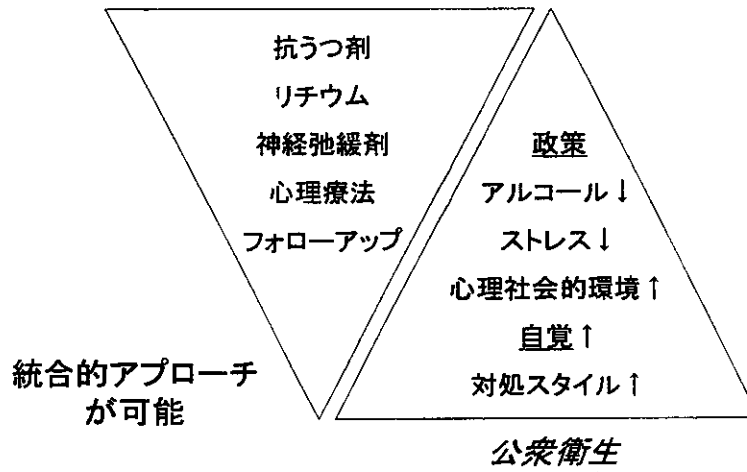 抗うつ剤
リチウム
神経弛緩剤
心理療法
フォローアップ
政策
アルコール↓
ストレス↓
心理社会的環境↑
自覚↑
対処スタイル↑
統合的アプローチ
が可能
公衆衛生